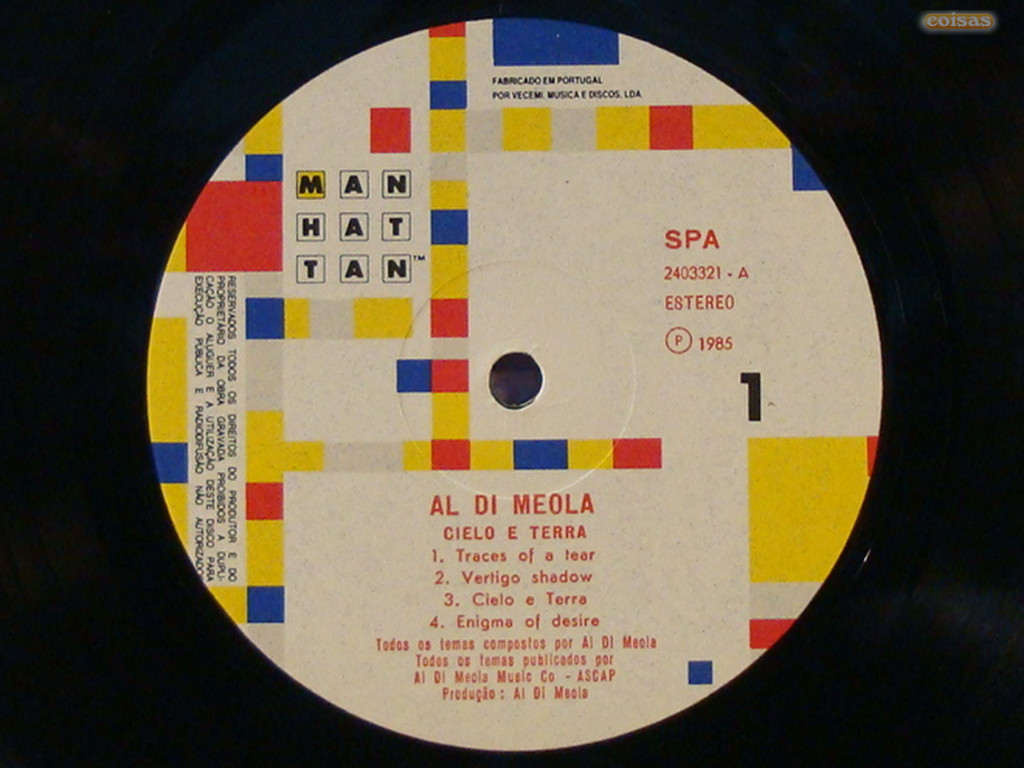 coisas
FABRICADO EM PORTUGAL
POR VECEMI, MUSICA E DISCOS, LDA.
MAN
HAT
TAN™
SPA
2403321 - A
ESTEREO
Ⓟ 1985
1
RESERVADOS TODOS OS DIREITOS DO PRODUTOR E DO
PROPRIETÁRIO DA OBRA GRAVADA PROIBIDOS A DUPLI-
CAÇÃO O ALUGUER E A UTILIZAÇÃO DESTE DISCO PARA
EXECUÇÃO PUBLICA E RADIODIFUSÃO NÃO AUTORIZADOS
AL DI MEOLA
CIELO E TERRA
1. Traces of a tear
2. Vertigo shadow
3. Cielo e Terra
4. Enigma of desire
Todos os temas compostos por Al Di Meola
Todos os temas publicados por
Al Di Meola Music Co - ASCAP
Produção : Al Di Meola